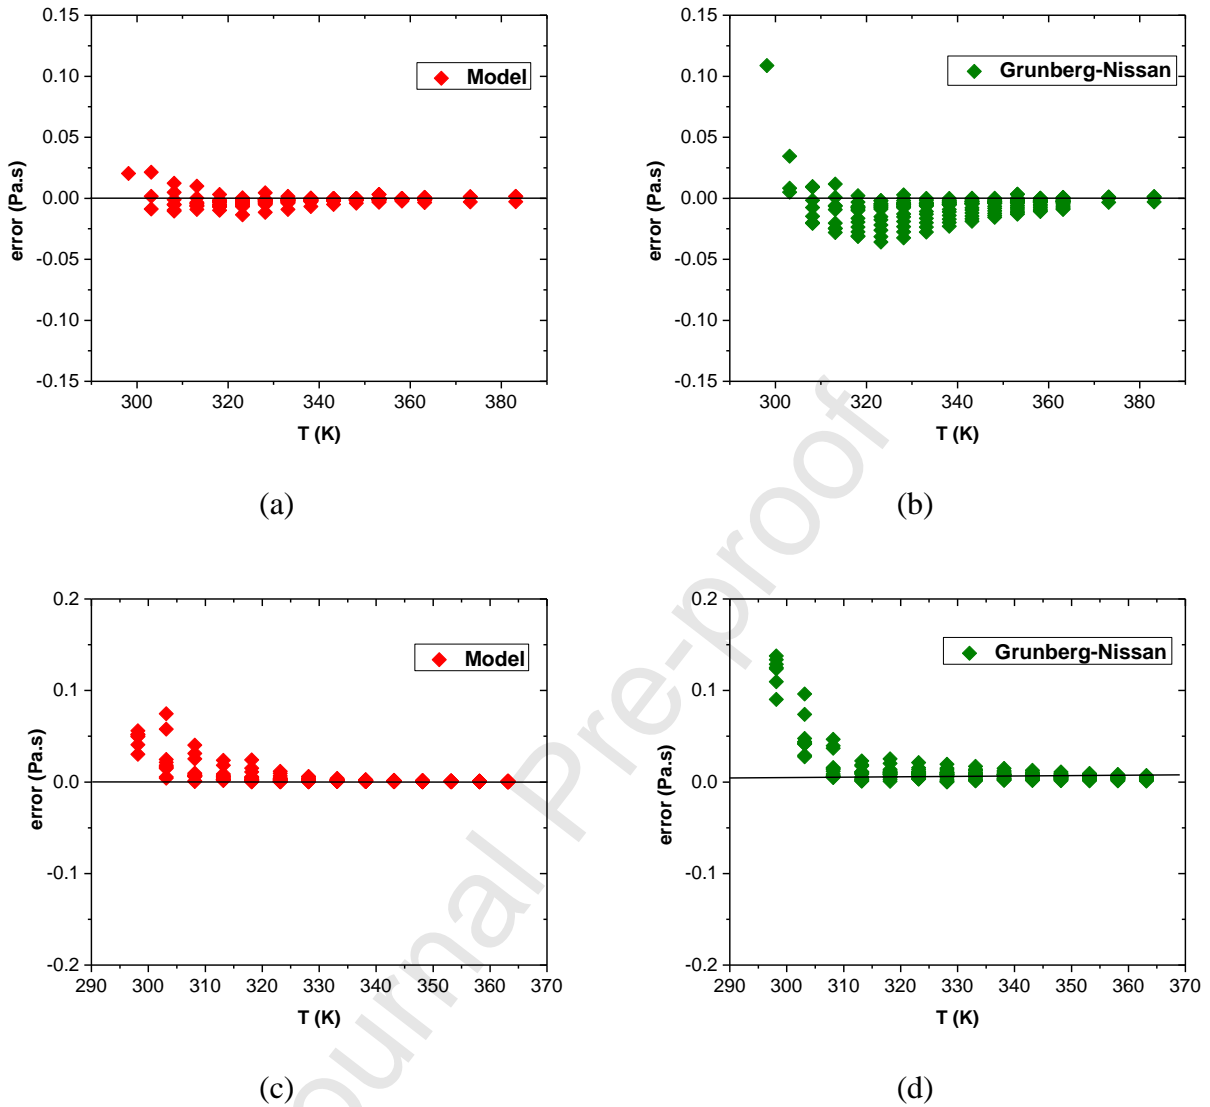 0.15
0.10
0.05
0.00
-0.05
-0.10
-0.15
error (Pa.s)
Model
300 320 340 360 380
T (K)
(a)
0.15
0.10
0.05
0.00
-0.05
-0.10
-0.15
error (Pa.s)
Grunberg-Nissan
300 320 340 360 380
T (K)
(b)
0.2
0.1
0.0
-0.1
-0.2
error (Pa.s)
Model
290 300 310 320 330 340 350 360 370
T (K)
(c)
0.2
0.1
0.0
-0.1
-0.2
error (Pa.s)
Grunberg-Nissan
290 300 310 320 330 340 350 360 370
T (K)
(d)
ournal Pre-proof